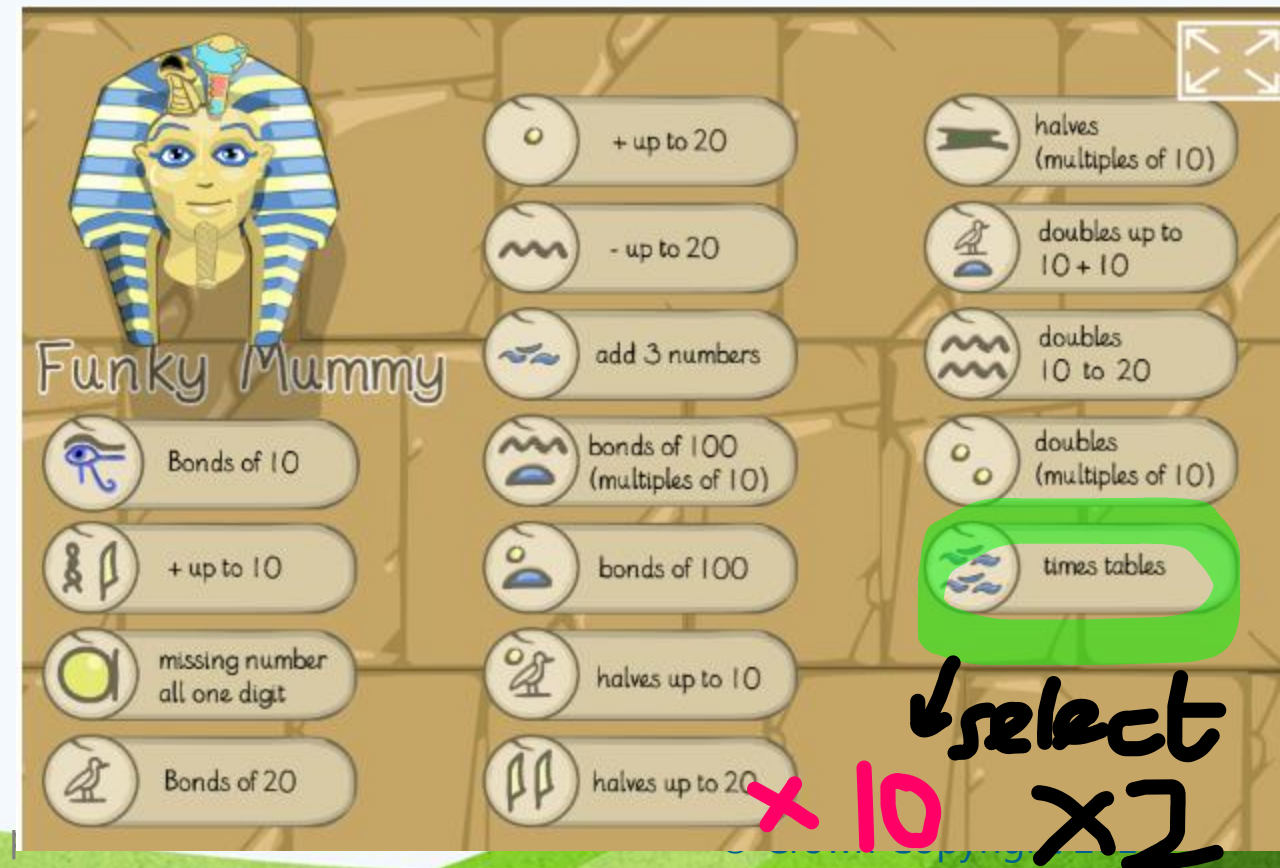 Funky Mummy
Bonds of 10
+ up to 10
missing number
all one digit
Bonds of 20
+ up to 20
- up to 20
add 3 numbers
bonds of 100
(multiples of 10)
bonds of 100
halves up to 10
halves up to 20
halves
(multiples of 10)
doubles up to
10 + 10
doubles
10 to 20
doubles
(multiples of 10)
times tables
select
× 10 ×2